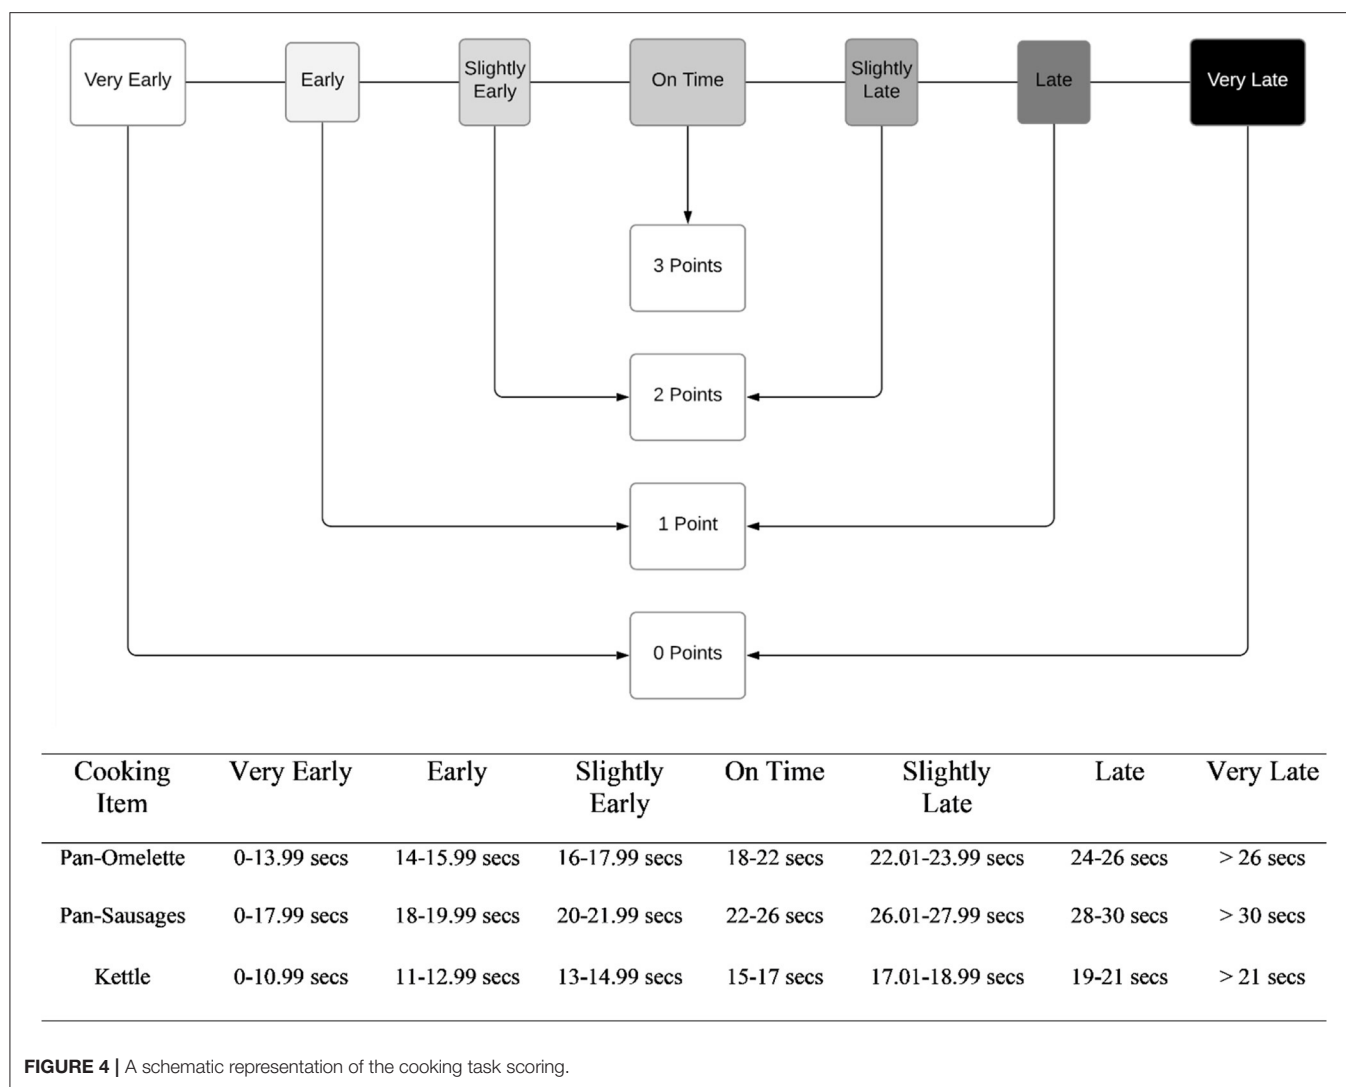 Very Early
Early
Slightly
Early
On Time
Slightly
Late
Late
Very Late
3 Points
2 Points
1 Point
0 Points
Cooking Item Very Early Early Slightly Early On Time Slightly Late Late Very Late
Pan-Omelette 0-13.99 secs 14-15.99 secs 16-17.99 secs 18-22 secs 22.01-23.99 secs 24-26 secs > 26 secs
Pan-Sausages 0-17.99 secs 18-19.99 secs 20-21.99 secs 22-26 secs 26.01-27.99 secs 28-30 secs > 30 secs
Kettle 0-10.99 secs 11-12.99 secs 13-14.99 secs 15-17 secs 17.01-18.99 secs 19-21 secs > 21 secs
FIGURE 4 | A schematic representation of the cooking task scoring.